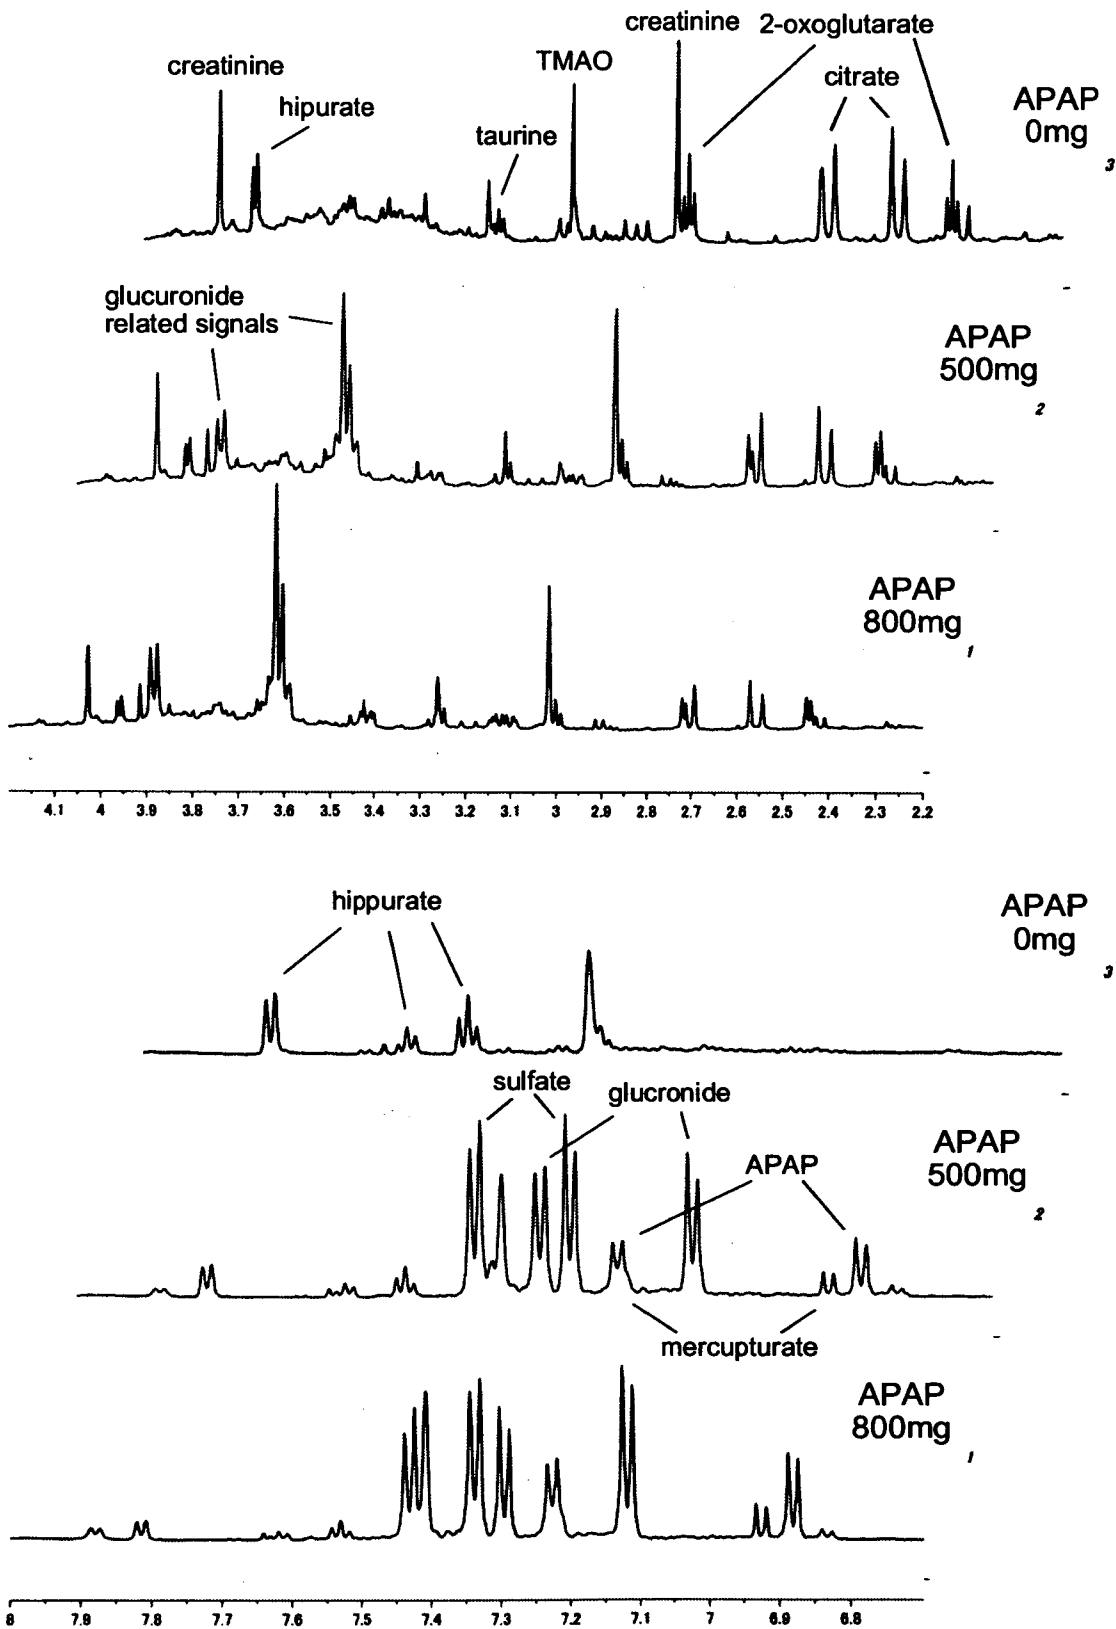 creatinine 2-oxoglutarate
creatinine
TMAO
citrate
hipurate
APAP
0mg
taurine
3
glucuronide
related signals
APAP
500mg
2
APAP
800mg
1
4.1 4 3.9 3.8 3.7 3.6 3.5 3.4 3.3 3.2 3.1 3 2.9 2.8 2.7 2.6 2.5 2.4 2.3 2.2
hippurate
APAP
0mg
3
sulfate
glucronide
APAP
500mg
APAP
2
mercupturate
APAP
800mg
1
8 7.9 7.8 7.7 7.6 7.5 7.4 7.3 7.2 7.1 7 6.9 6.8